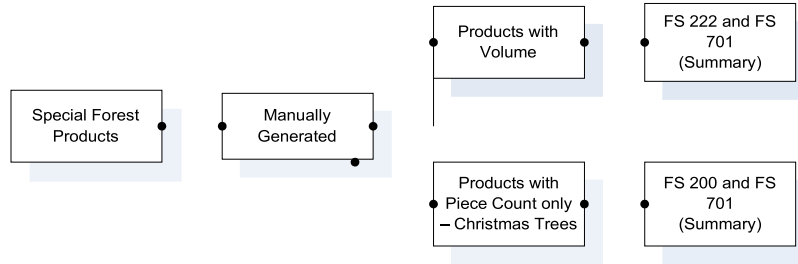 Special Forest
Products
Manually
Generated
Products with
Volume
FS 222 and FS
701
(Summary)
Products with
Piece Count only
– Christmas Trees
FS 200 and FS
701
(Summary)